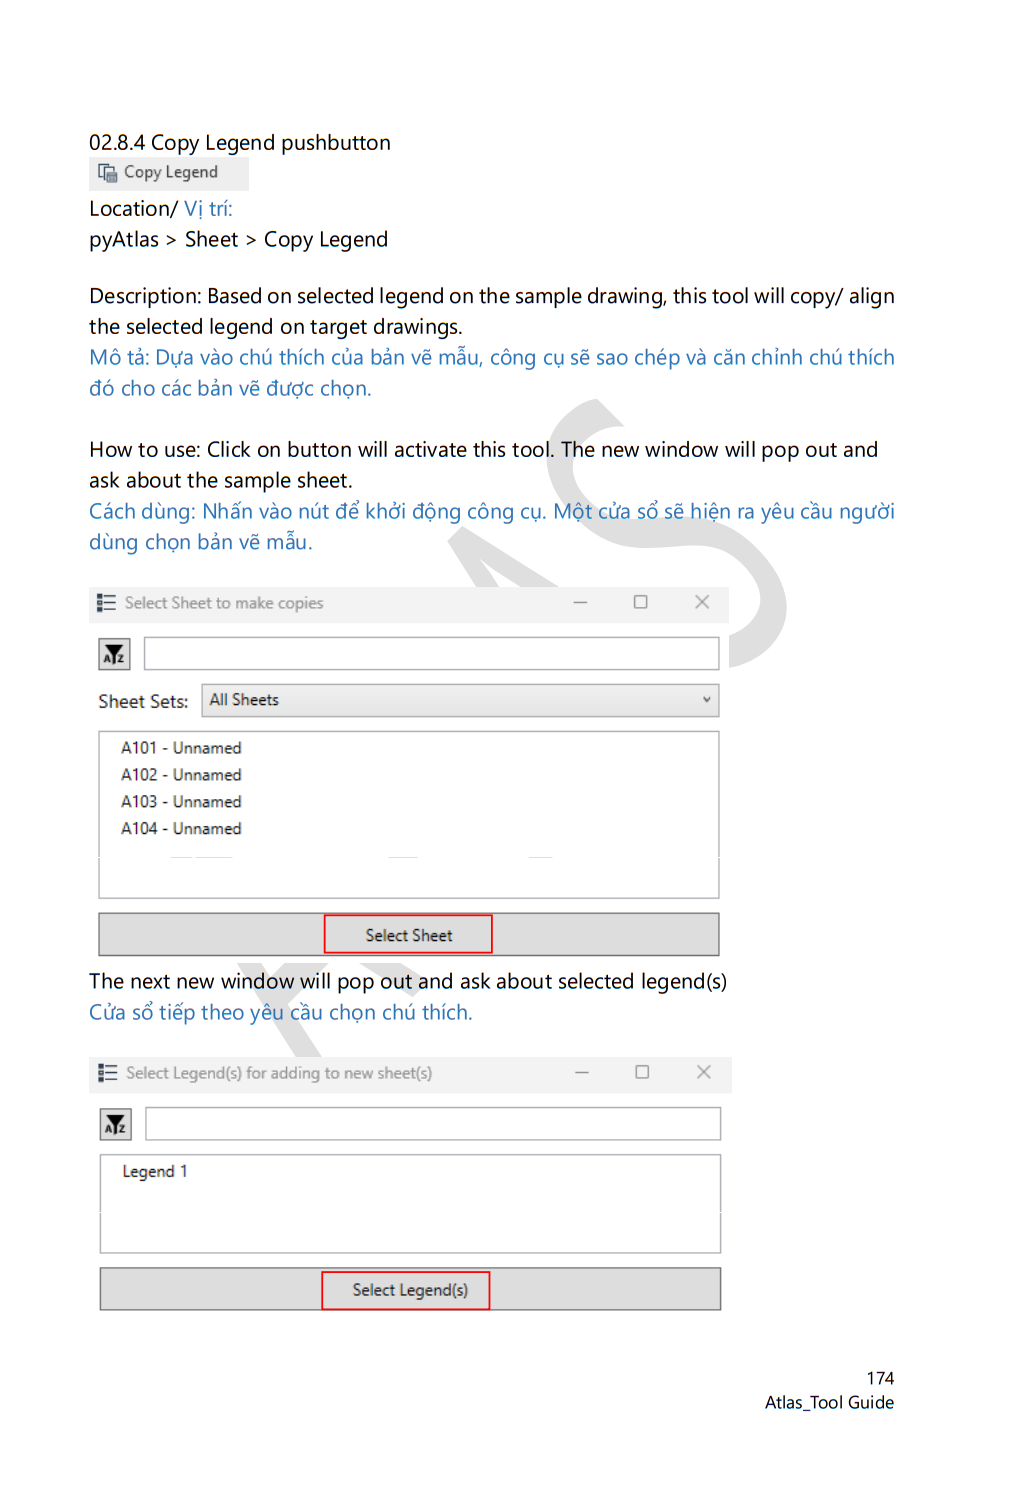 02.8.4 Copy Legend pushbutton
Copy Legend
Location/ Vị trí:
pyAtlas > Sheet > Copy Legend
Description: Based on selected legend on the sample drawing, this tool will copy/ align
the selected legend on target drawings.
Mô tả: Dựa vào chú thích của bản vẽ mẫu, công cụ sẽ sao chép và căn chỉnh chú thích
đó cho các bản vẽ được chọn.
How to use: Click on button will activate this tool. The new window will pop out and
ask about the sample sheet.
Cách dùng: Nhấn vào nút để khởi động công cụ. Một cửa sổ sẽ hiện ra yêu cầu người
dùng chọn bản vẽ mẫu.
Select Sheet to make copies
Sheet Sets: All Sheets
A101 - Unnamed
A102 - Unnamed
A103 - Unnamed
A104 - Unnamed
Select Sheet
The next new window will pop out and ask about selected legend(s)
Cửa sổ tiếp theo yêu cầu chọn chú thích.
Select Legend(s) for adding to new sheet(s)
Legend 1
Select Legend(s)
174
Atlas_Tool Guide